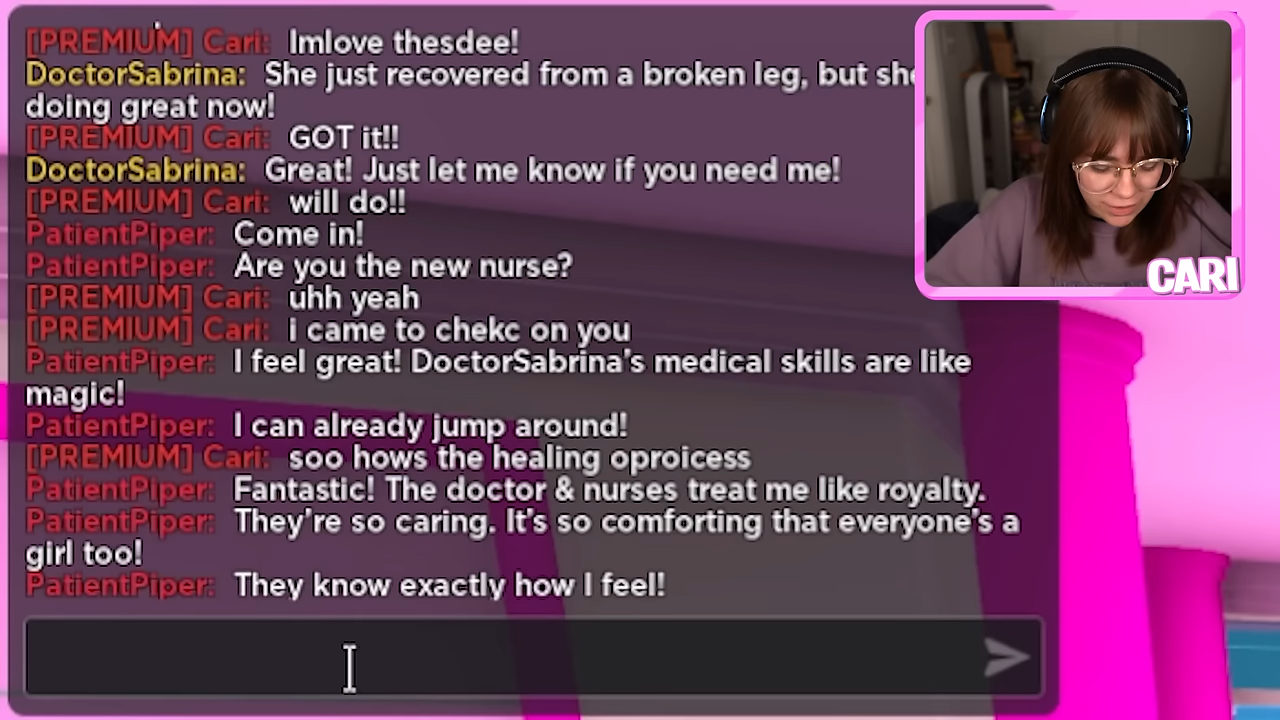 [PREMIUM] Cari: Imlove thesdee!
DoctorSabrina: She just recovered from a broken leg, but she
doing great now!
[PREMIUM] Cari: GOT it!!
DoctorSabrina: Great! Just let me know if you need me!
[PREMIUM] Cari: will do!!
PatientPiper: Come in!
PatientPiper: Are you the new nurse?
[PREMIUM] Cari: uhh yeah
[PREMIUM] Cari: i came to chekc on you
PatientPiper: I feel great! DoctorSabrina's medical skills are like
magic!
PatientPiper: I can already jump around!
[PREMIUM] Cari: soo hows the healing oproicess
PatientPiper: Fantastic! The doctor & nurses treat me like royalty.
PatientPiper: They're so caring. It's so comforting that everyone's a
girl too!
PatientPiper: They know exactly how I feel!
CARI